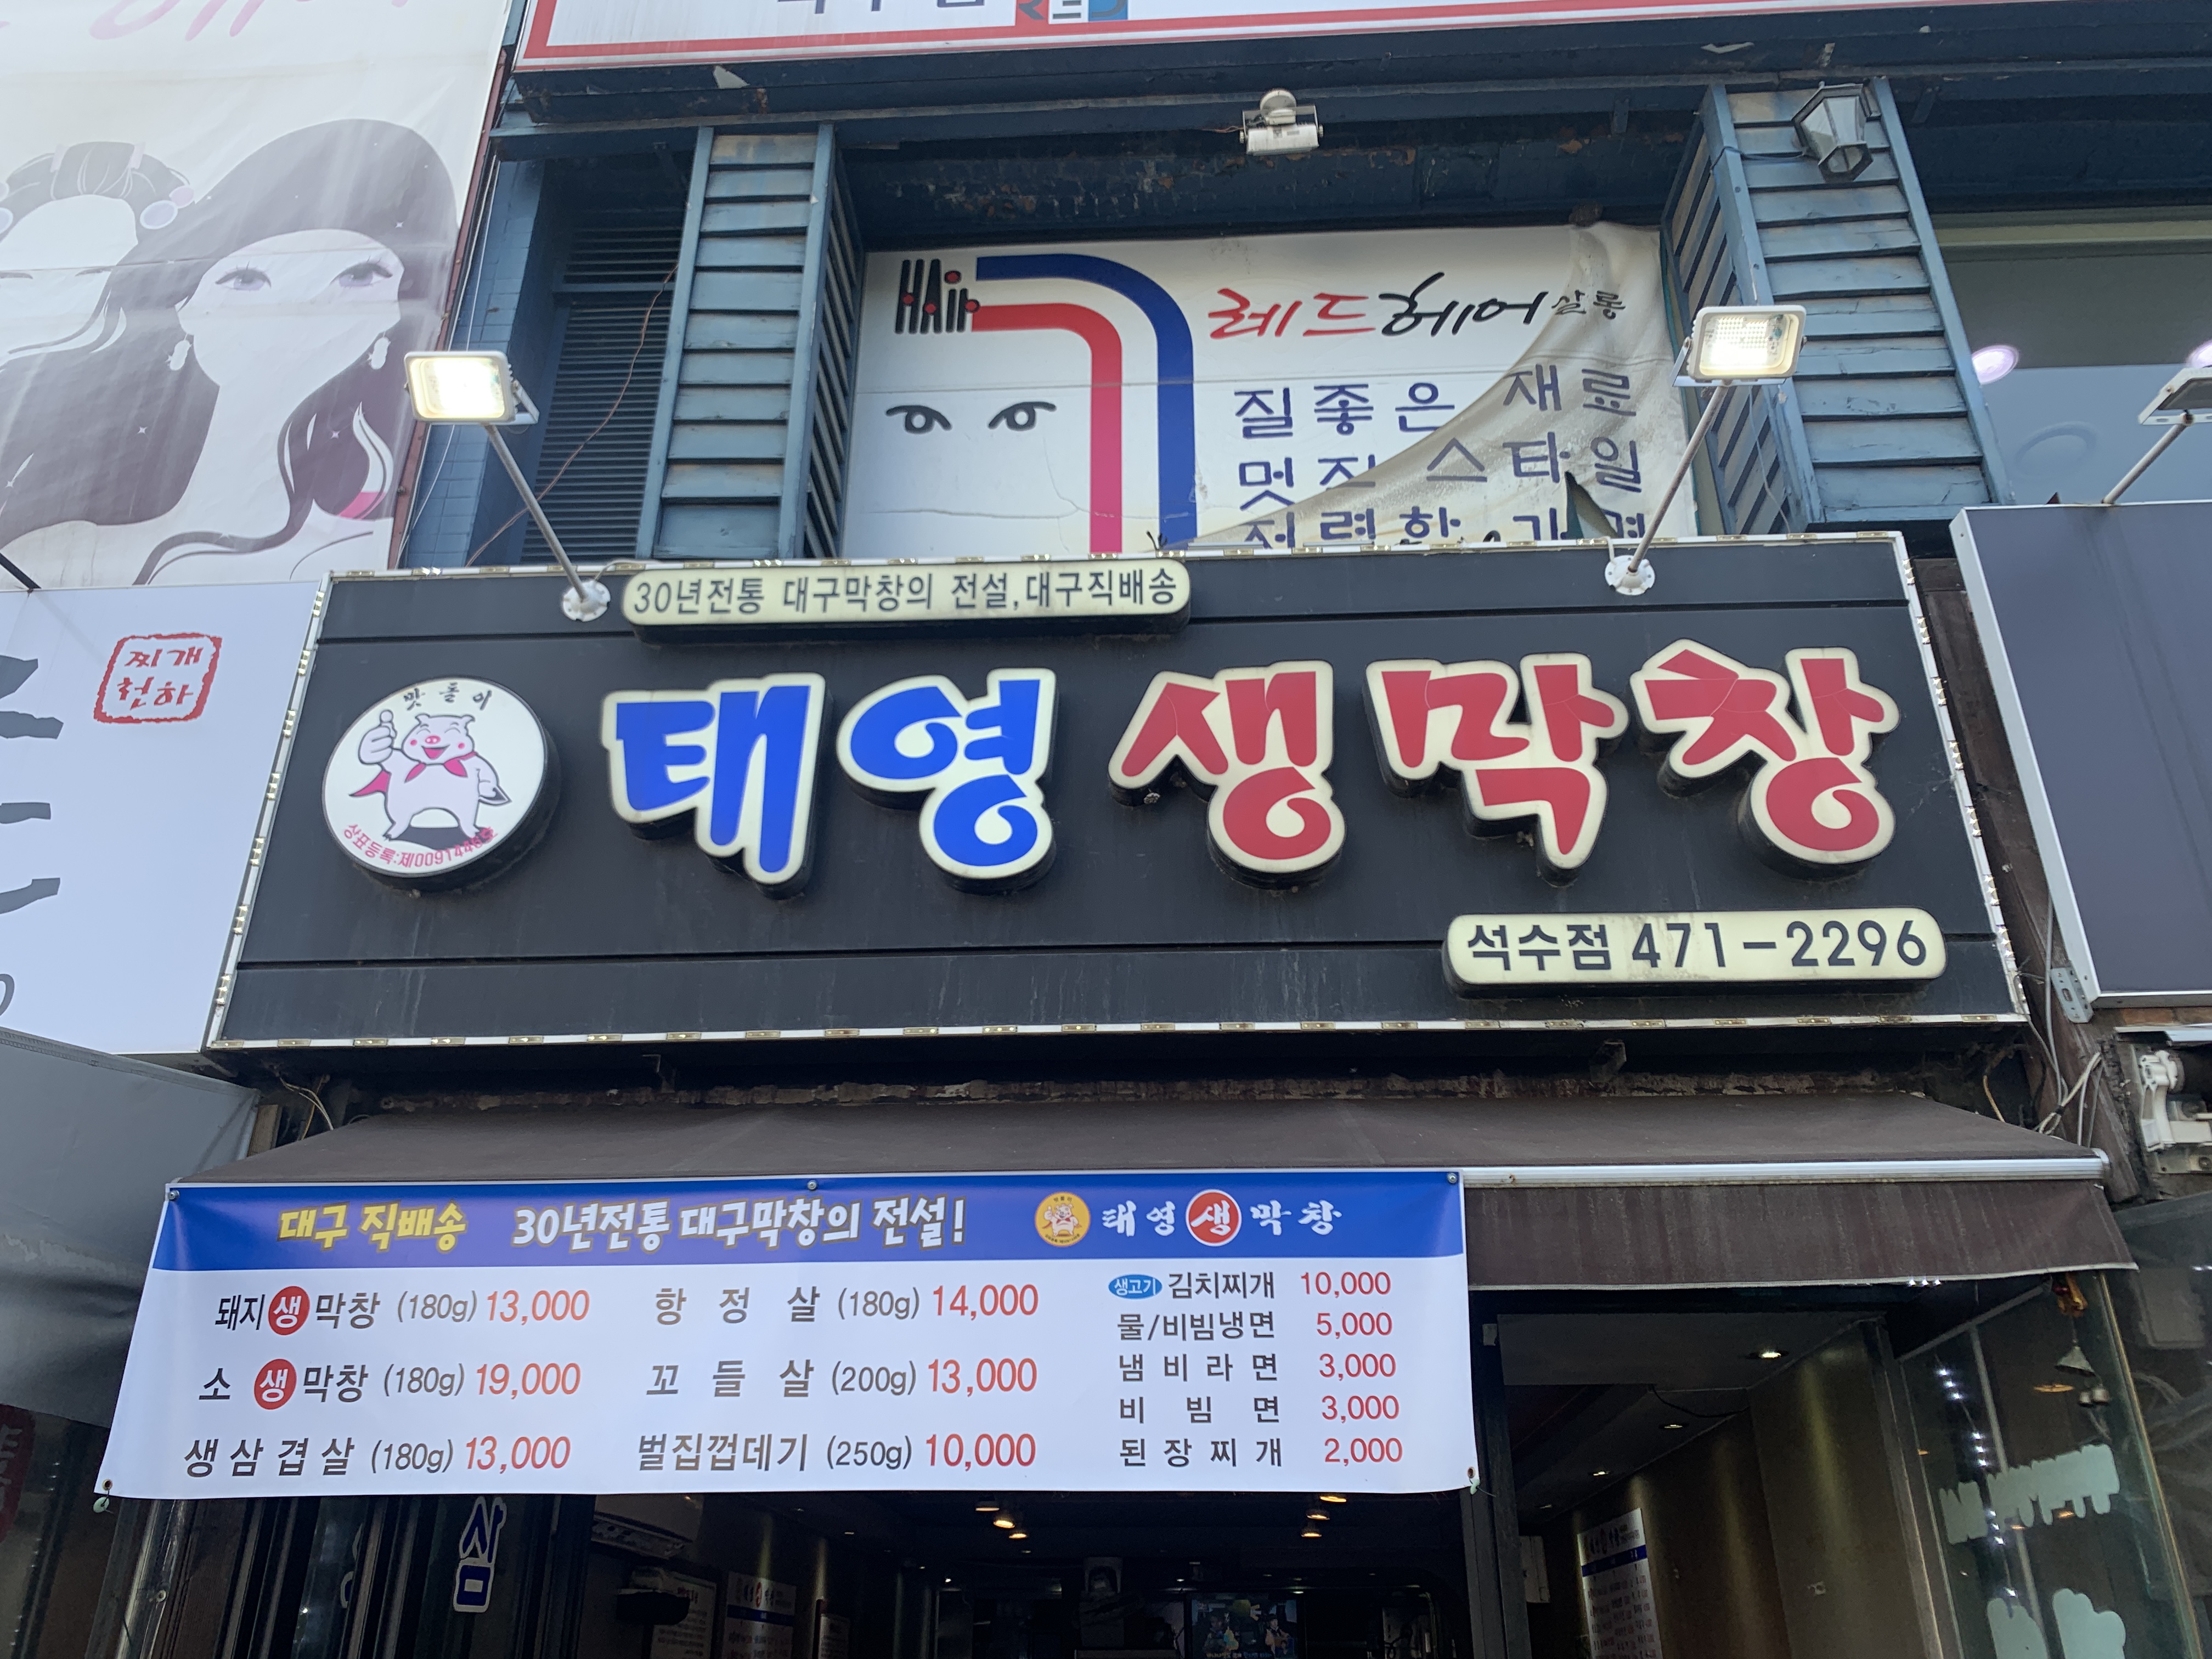 HAir
레드헤어살롱
질좋은 재료
멋진 스타일
저렴한 가격
찌개
천하
30년전통 대구막창의 전설,대구직배송
맛돌이
태영생막창
석수점 471-2296
대구 직배송 30년전통 대구막창의 전설! 태영생막창
돼지생막창 (180g) 13,000
소 생막창 (180g) 19,000
생삼겹살 (180g) 13,000
항정살 (180g) 14,000
꼬들살 (200g) 13,000
벌집껍데기 (250g) 10,000
생고기 김치찌개 10,000
물/비빔냉면 5,000
냄비라면 3,000
비빔면 3,000
된장찌개 2,000
삼